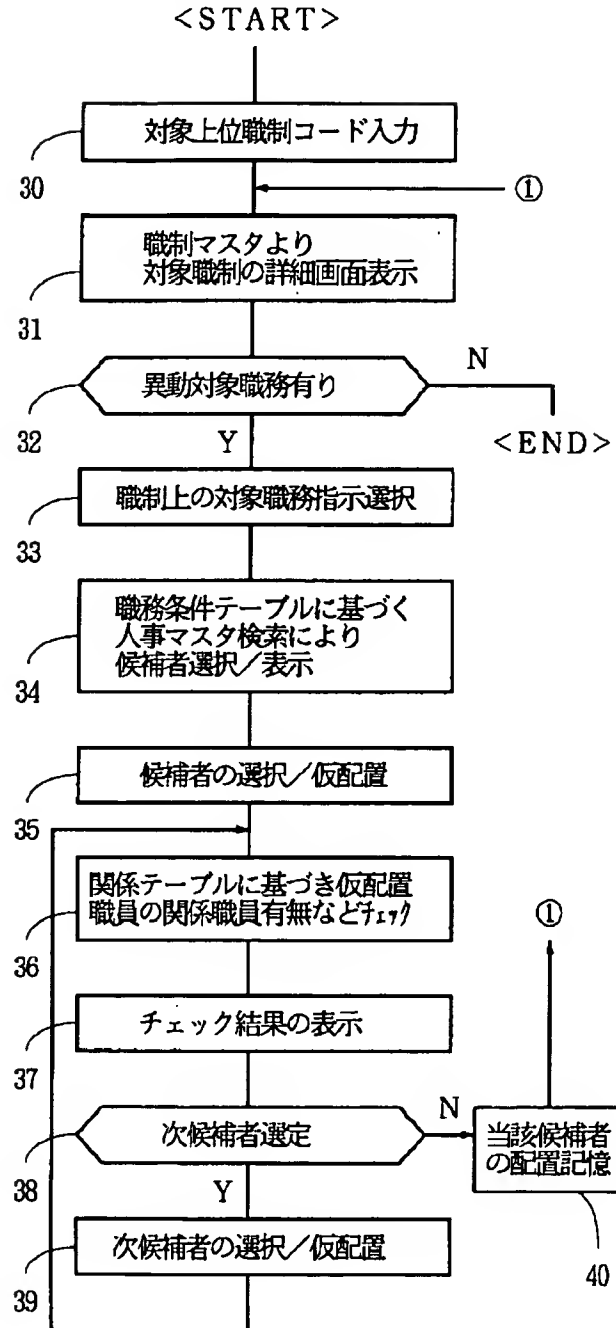 <START>
対象上位職制コード入力
30
①
職制マスタより
対象職制の詳細画面表示
31
異動対象職務有り
N
32
Y
<END>
職制上の対象職務指示選択
33
職務条件テーブルに基づく
人事マスタ検索により
候補者選択/表示
34
候補者の選択/仮配置
35
関係テーブルに基づき仮配置
職員の関係職員有無などチェック
36
①
チェック結果の表示
37
次候補者選定
N
38
Y
当該候補者
の配置記憶
40
次候補者の選択/仮配置
39